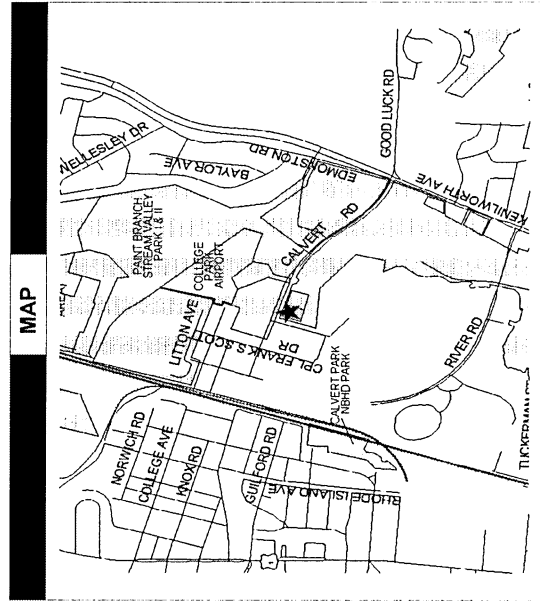 MAP
AREA I
WELLESLEY DR
BAYLOR AVE
PAINT BRANCH
STREAM VALLEY
PARK I & II
EDMONSTON RD
GOOD LUCK RD
COLLEGE
PARK
AIRPORT
LITTON AVE
CALVERT RD
KENILWORTH AVE
CPL FRANK S SCOTT
DR
NORWICH RD
COLLEGE AVE
KNOX RD
GUILFORD RD
CALVERT PARK
NBHD PARK
RIVER RD
RHODE ISLAND AVE
TUCKERMAN